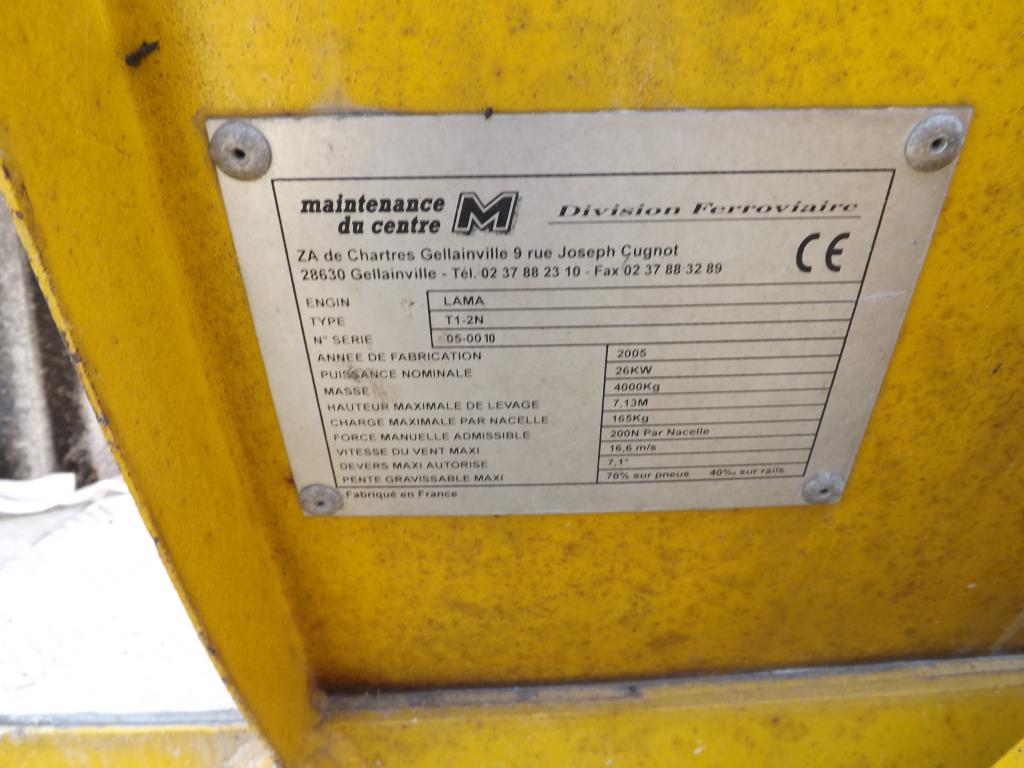 maintenance
du centre M Division Ferroviaire
ZA de Chartres Gellainville 9 rue Joseph Cugnot
28630 Gellainville - Tél. 02 37 88 23 10 - Fax 02 37 88 32 89
CE
ENGIN LAMA
TYPE T1-2N
N° SERIE 05-0010
ANNEE DE FABRICATION 2005
PUISSANCE NOMINALE 26KW
MASSE 4000Kg
HAUTEUR MAXIMALE DE LEVAGE 7,13M
CHARGE MAXIMALE PAR NACELLE 165Kg
FORCE MANUELLE ADMISSIBLE 200N Par Nacelle
VITESSE DU VENT MAXI 16,6 m/s
DEVERS MAXI AUTORISE 7,1°
PENTE GRAVISSABLE MAXI 70% sur pneus 40‰ sur rails
Fabriqué en France